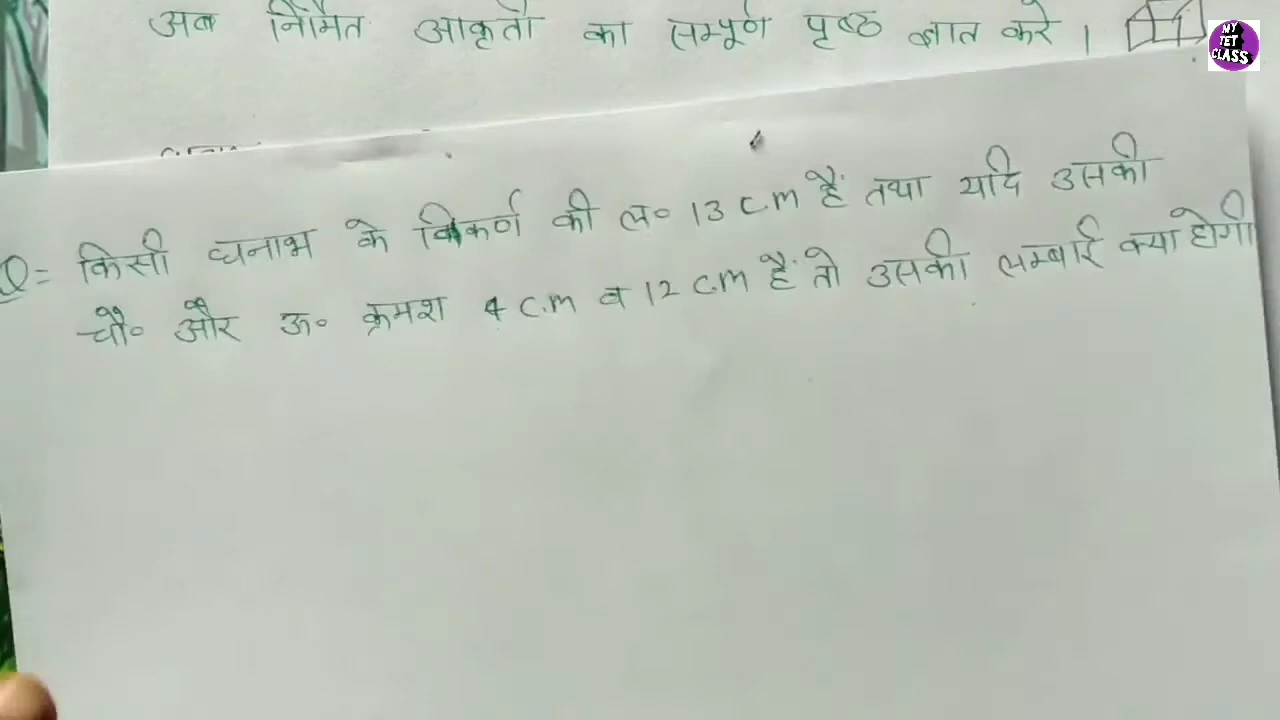 अब निर्मित आकृती का सम्पूर्ण पृष्ठ ज्ञात करे ।
MY
TET
CLASS
Q= किसी घनाभ के विकर्ण की ल० 13 C.m हैं तथा यदि उसकी
चौ० और ऊ० क्रमश 4 C.m व 12 C.M हैं तो उसकी लम्बाई क्या होगी